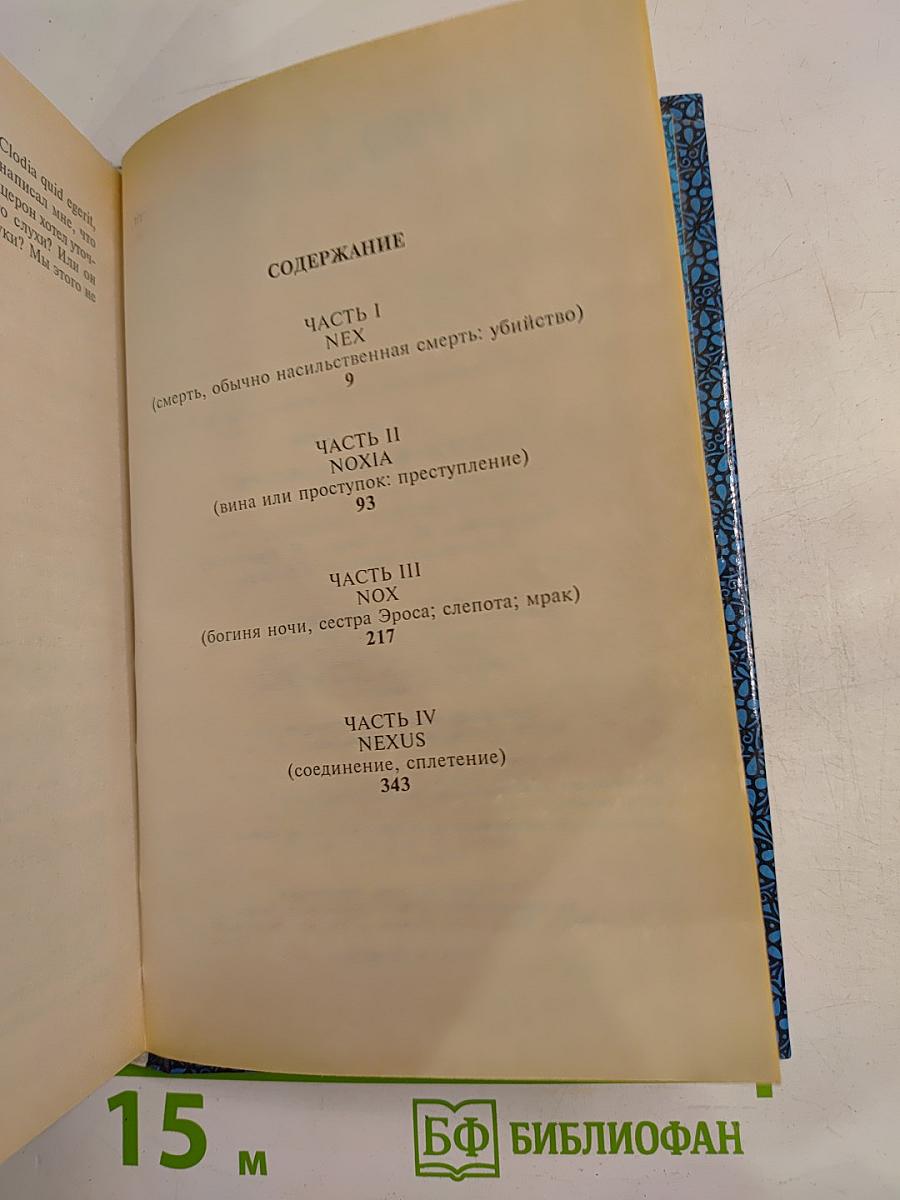 Clodia quid egerit,
написал мне, что
церон хотел уточ-
о слухи? Или он
уки? Мы этого не
СОДЕРЖАНИЕ
ЧАСТЬ I
NEX
(смерть, обычно насильственная смерть: убийство)
9
ЧАСТЬ II
NOXIA
(вина или проступок: преступление)
93
ЧАСТЬ III
NOX
(богиня ночи, сестра Эроса; слепота; мрак)
217
ЧАСТЬ IV
NEXUS
(соединение, сплетение)
343
15 м
БФ БИБЛИОФАН